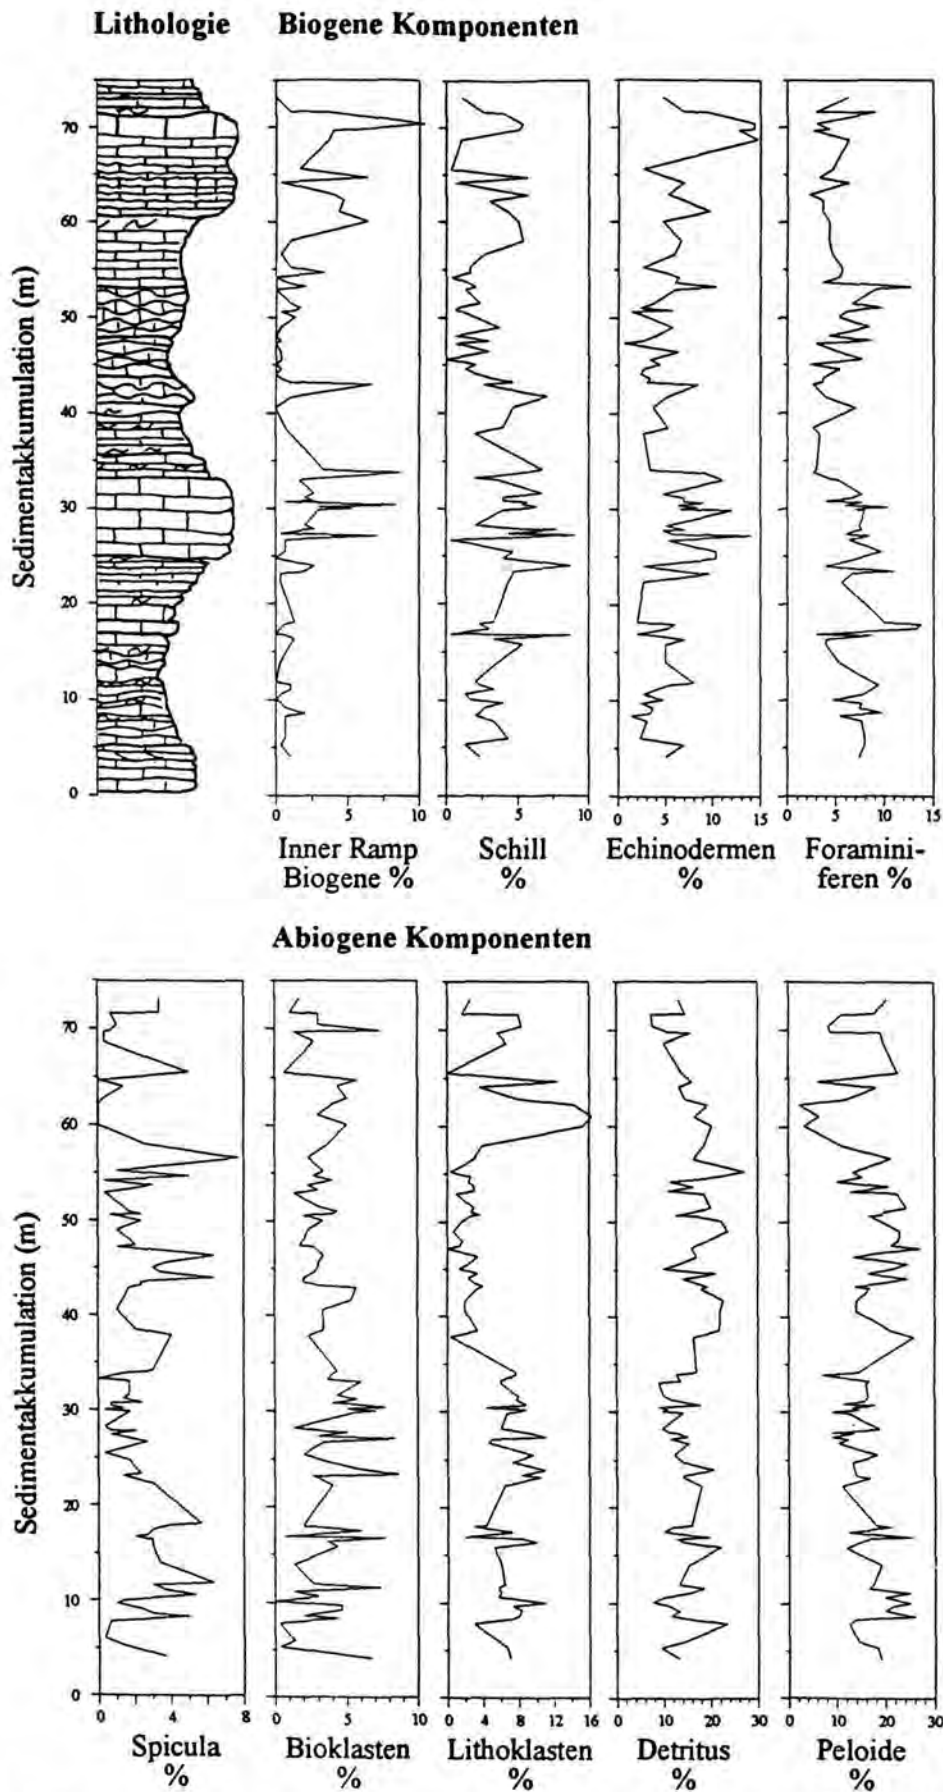 Lithologie Biogene Komponenten
Sedimentakkumulation (m)
70
60
50
40
30
20
10
0
0 5 10 0 5 10 0 5 10 15 0 5 10 15
Inner Ramp Schill Echinodermen Foramini-
Biogene % % % feren %
Abiogene Komponenten
Sedimentakkumulation (m)
70
60
50
40
30
20
10
0
0 4 8 0 5 10 0 4 8 12 16 0 10 20 30 0 10 20 30
Spicula Bioklasten Lithoklasten Detritus Peloide
% % % % %